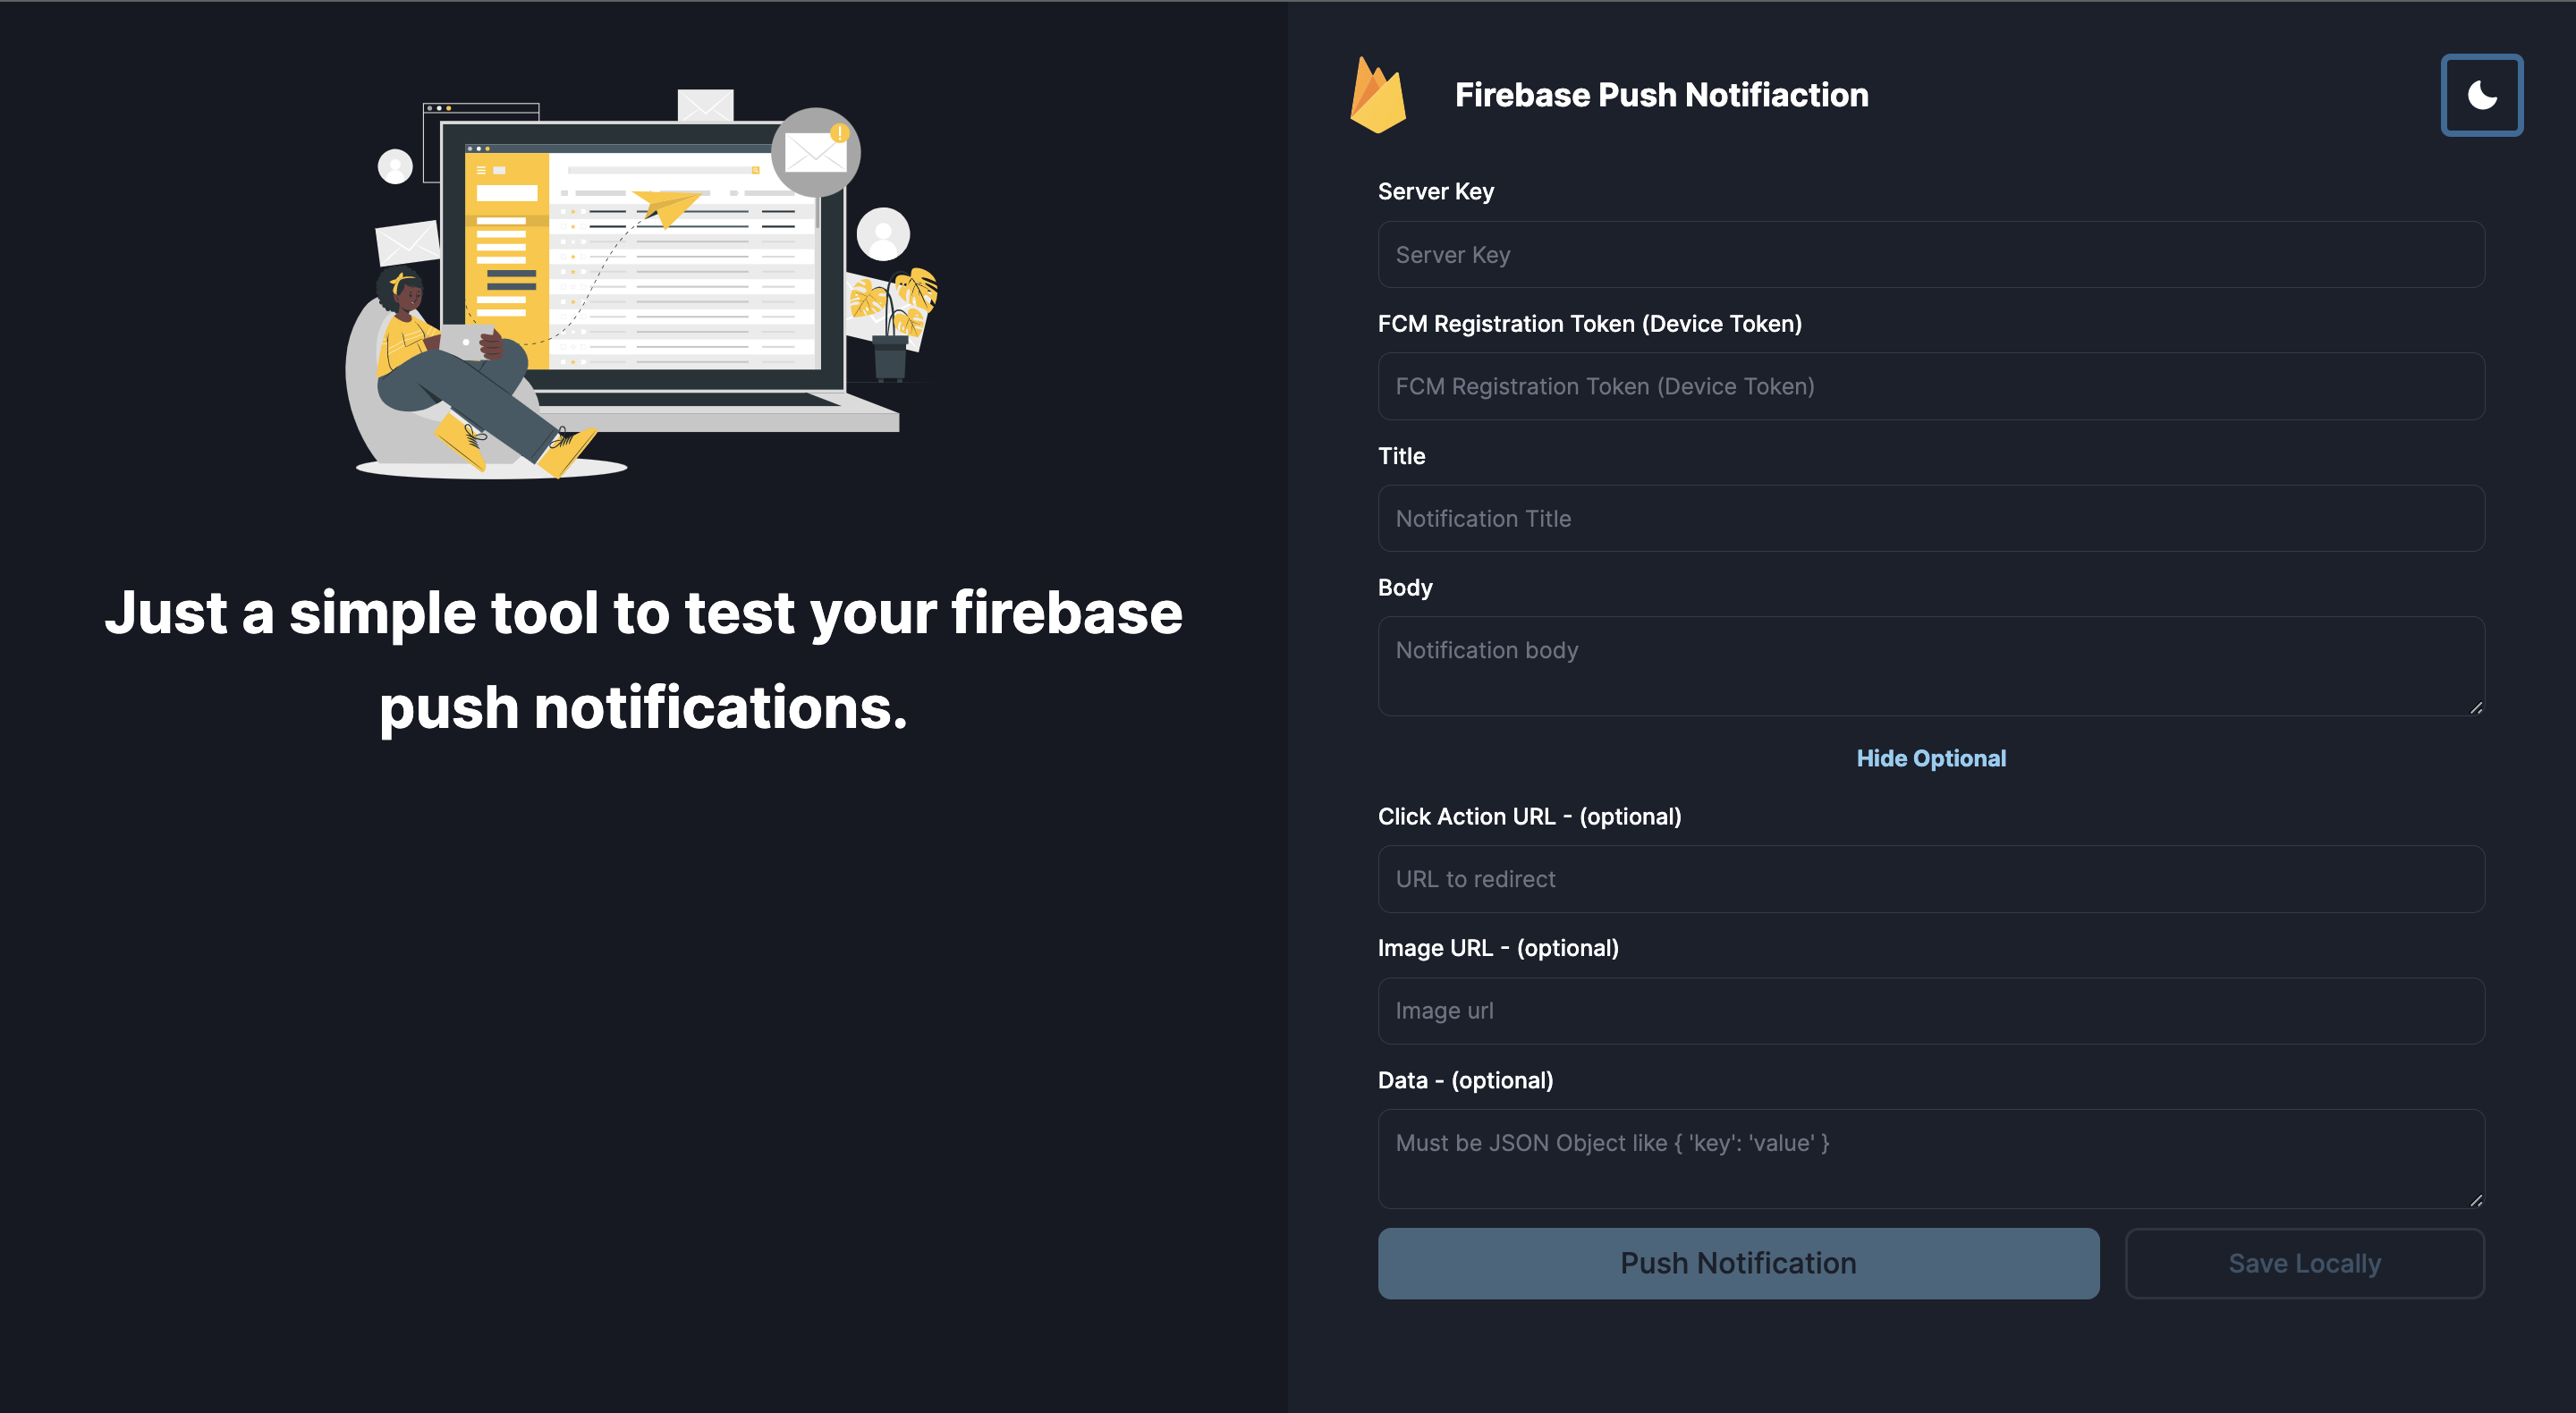 Just a simple tool to test your firebase
push notifications.
Firebase Push Notifiaction
Server Key
Server Key
FCM Registration Token (Device Token)
FCM Registration Token (Device Token)
Title
Notification Title
Body
Notification body
Hide Optional
Click Action URL - (optional)
URL to redirect
Image URL - (optional)
Image url
Data - (optional)
Must be JSON Object like { 'key': 'value' }
Push Notification
Save Locally